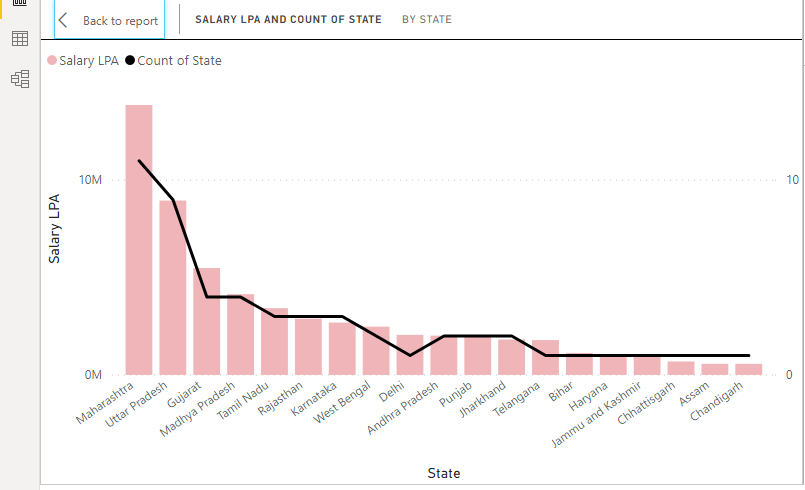 Back to report
SALARY LPA AND COUNT OF STATE BY STATE
Salary LPA Count of State
10M 10
Salary LPA
0M 0
Maharashtra
Uttar Pradesh
Gujarat
Madhya Pradesh
Tamil Nadu
Rajasthan
Karnataka
West Bengal
Delhi
Andhra Pradesh
Punjab
Jharkhand
Telangana
Bihar
Haryana
Jammu and Kashmir
Chhattisgarh
Assam
Chandigarh
State